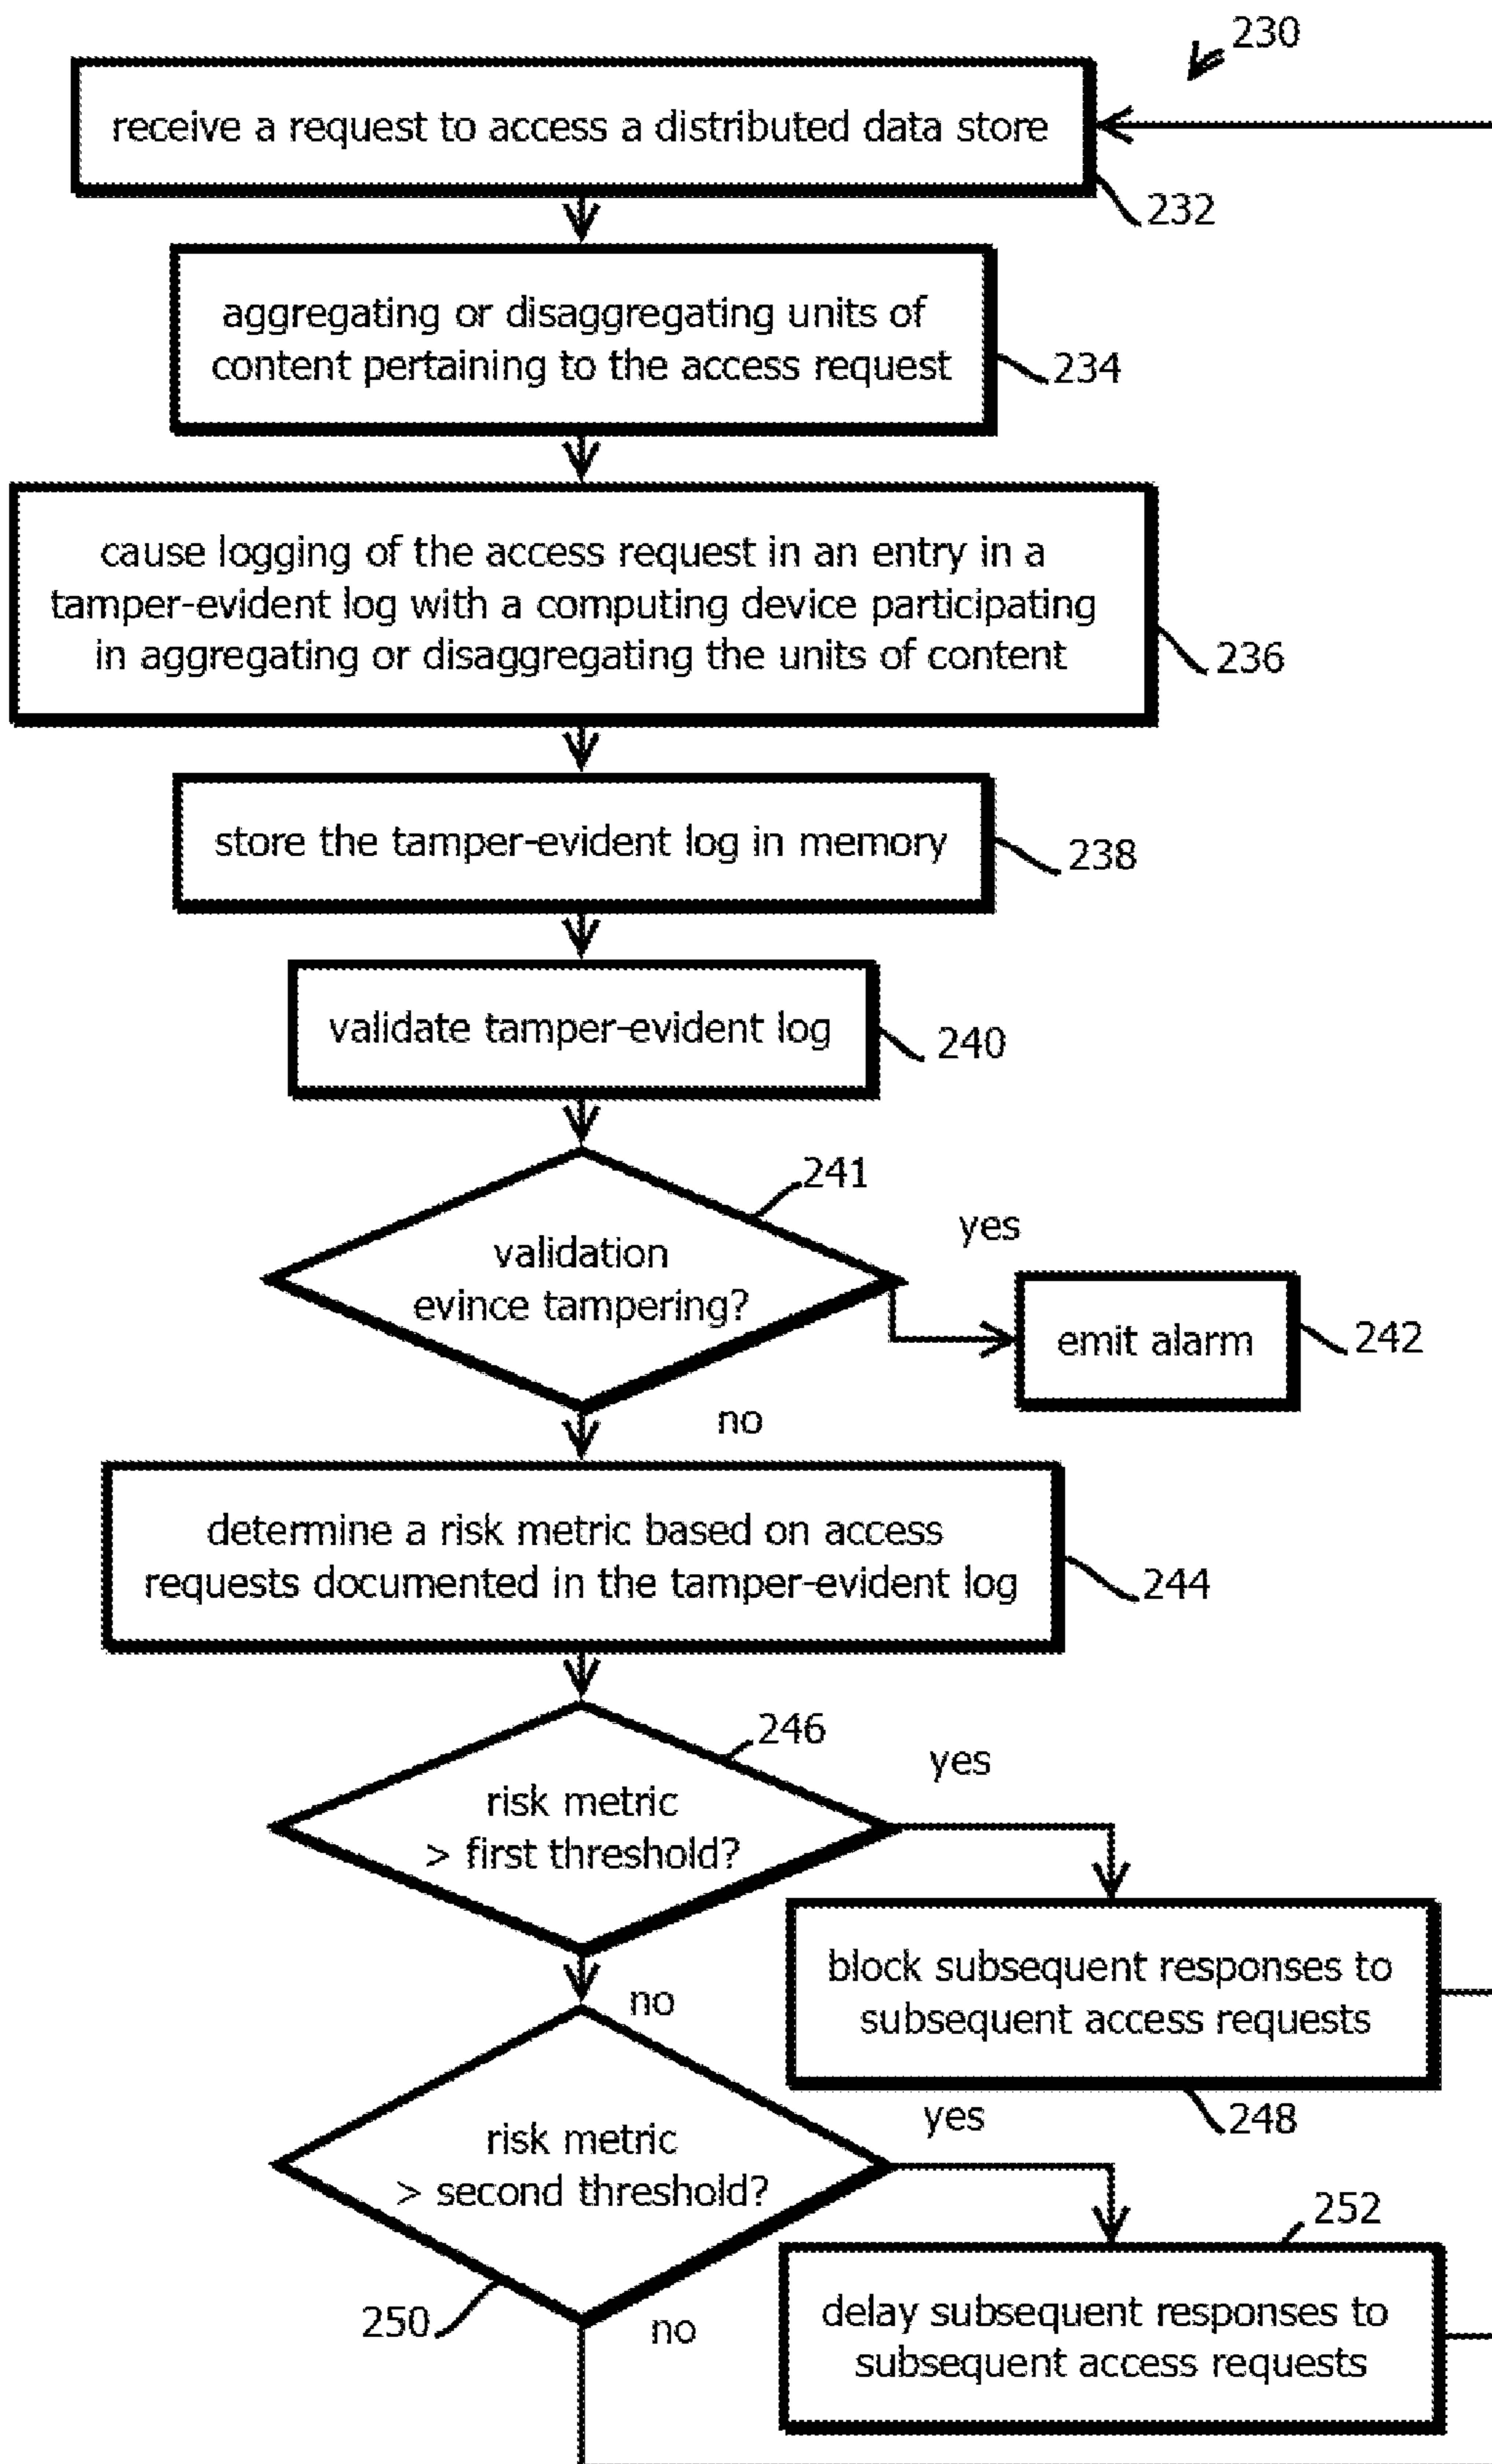 230
receive a request to access a distributed data store
232
aggregating or disaggregating units of
content pertaining to the access request
234
cause logging of the access request in an entry in a
tamper-evident log with a computing device participating
in aggregating or disaggregating the units of content
236
store the tamper-evident log in memory
238
validate tamper-evident log
240
241
validation
evince tampering?
yes
emit alarm
242
no
determine a risk metric based on access
requests documented in the tamper-evident log
244
246
risk metric
> first threshold?
yes
block subsequent responses to
subsequent access requests
248
no
risk metric
> second threshold?
yes
250
252
delay subsequent responses to
subsequent access requests
no